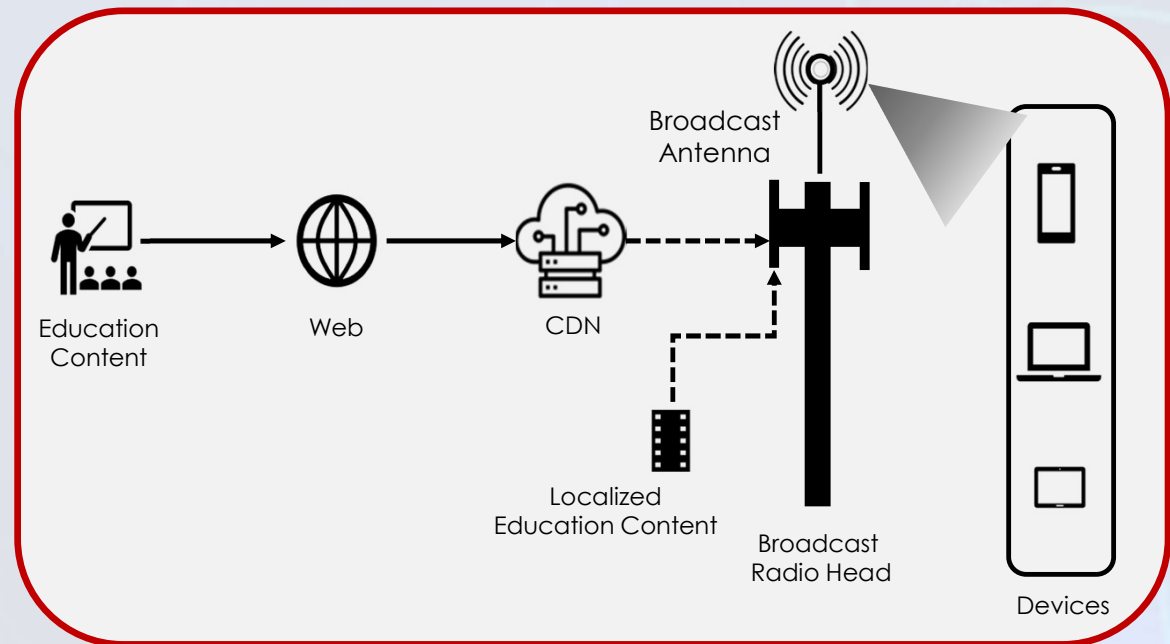 Broadcast
Antenna
Education
Content
Web
CDN
Localized
Education Content
Broadcast
Radio Head
Devices